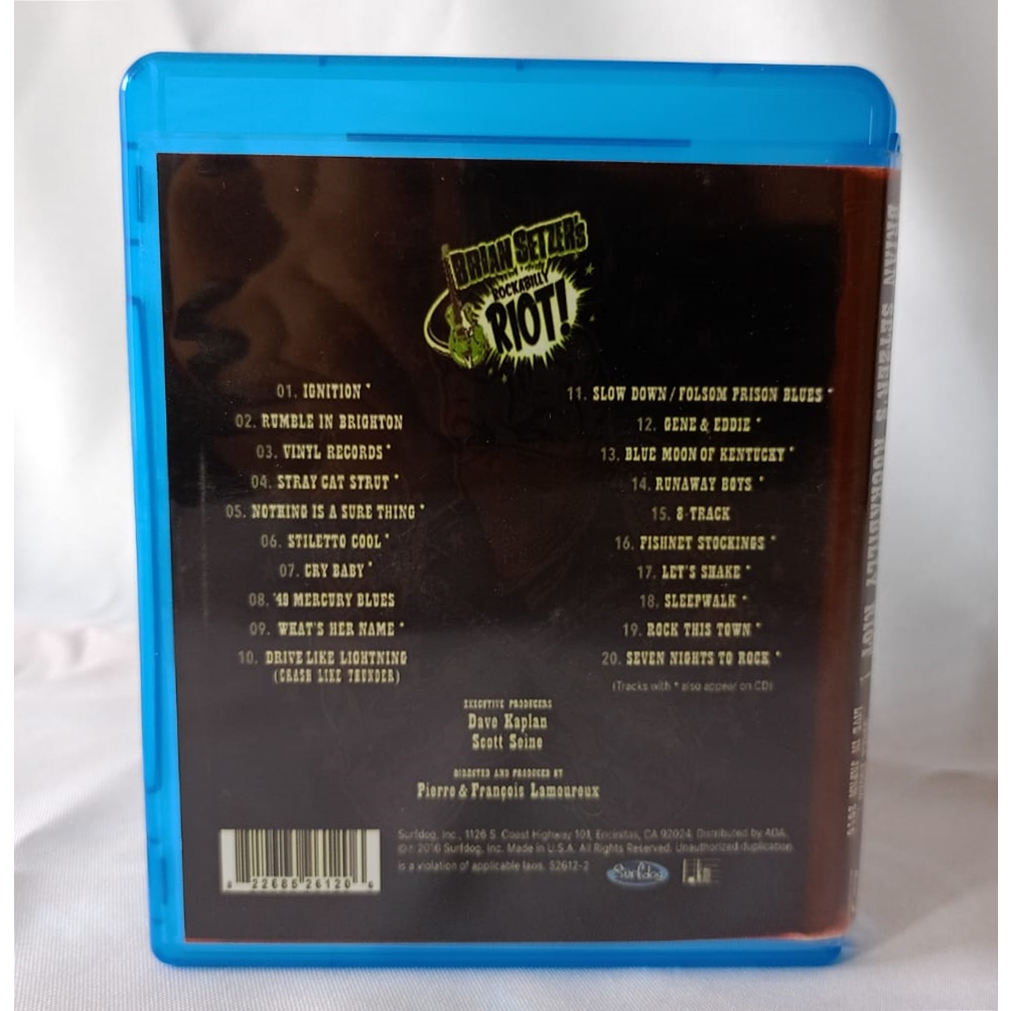 BRIAN SETZER'S
ROCKABILLY
RIOT!
01. IGNITION *
02. RUMBLE IN BRIGHTON
03. VINYL RECORDS *
04. STRAY CAT STRUT *
05. NOTHING IS A SURE THING *
06. STILETTO COOL *
07. CRY BABY *
08. '49 MERCURY BLUES
09. WHAT'S HER NAME *
10. DRIVE LIKE LIGHTNING
(CRASH LIKE THUNDER)
11. SLOW DOWN / FOLSOM PRISON BLUES *
12. GENE & EDDIE *
13. BLUE MOON OF KENTUCKY *
14. RUNAWAY BOYS *
15. 8-TRACK
16. FISHNET STOCKINGS *
17. LET'S SHAKE *
18. SLEEPWALK *
19. ROCK THIS TOWN *
20. SEVEN NIGHTS TO ROCK *
(Tracks with * also appear on CD)
EXECUTIVE PRODUCERS
Dave Kaplan
Scott Seine
DIRECTED AND PRODUCED BY
Pierre & François Lamoureux
Surfdog, Inc., 1126 S. Coast Highway 101, Encinitas, CA 92024. Distributed by ADA.
2016 Surfdog, Inc. Made in U.S.A. All Rights Reserved. Unauthorized duplication
is a violation of applicable laws. 52612-2
Surfdog
8 22685 26120 6
BRIAN SETZER'S ROCKABILLY RIOT!